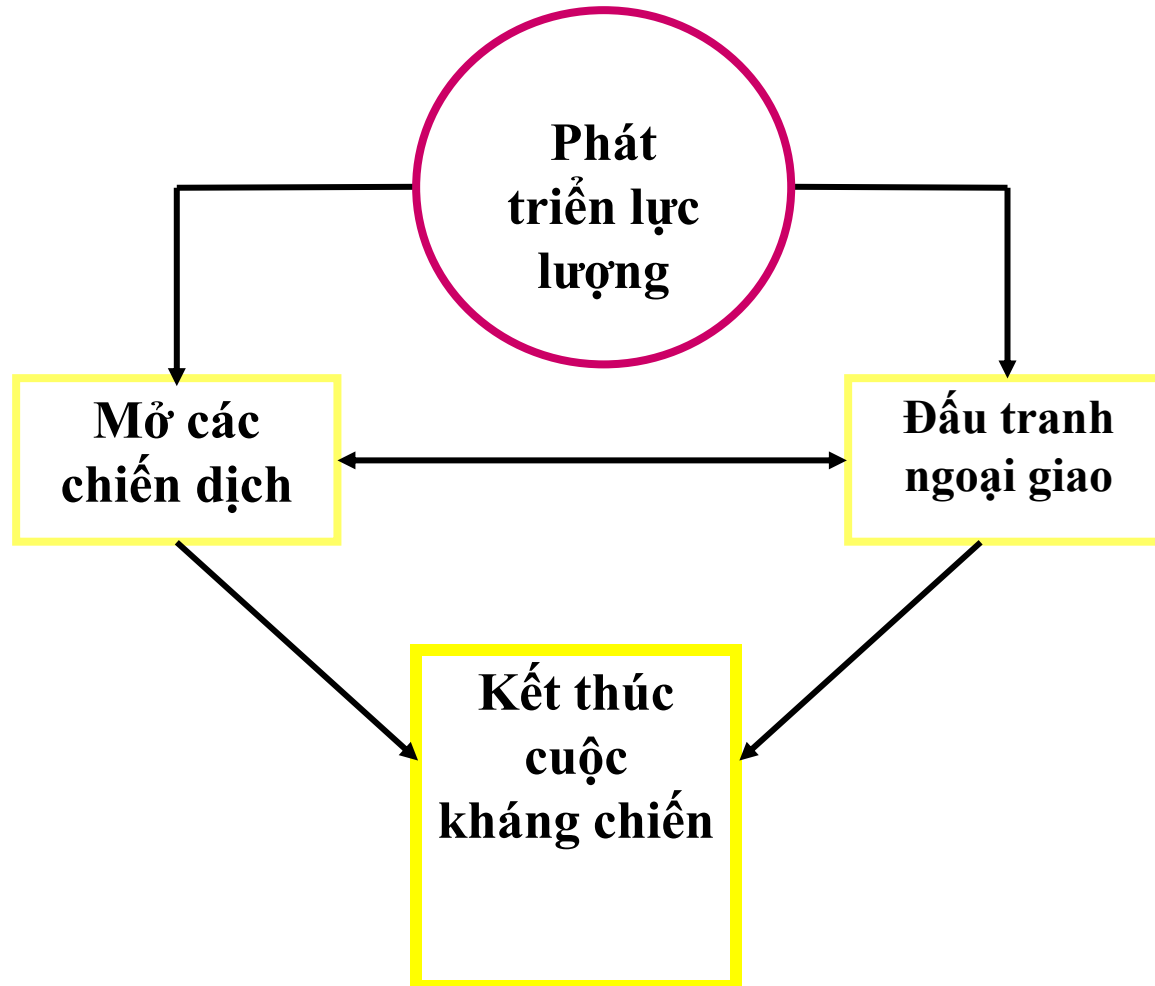 Phát
triển lực
lượng
Mở các
chiến dịch
Đấu tranh
ngoại giao
Kết thúc
cuộc
kháng chiến